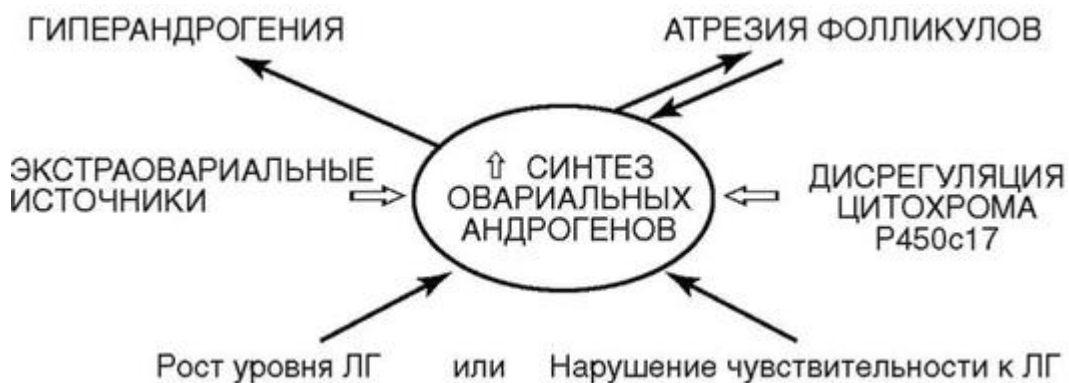 ГИПЕРАНДРОГЕНИЯ
АТРЕЗИЯ ФОЛЛИКУЛОВ
ЭКСТРАОВАРИАЛЬНЫЕ
ИСТОЧНИКИ
⇧ СИНТЕЗ
ОВАРИАЛЬНЫХ
АНДРОГЕНОВ
ДИСРЕГУЛЯЦИЯ
ЦИТОХРОМА
P450c17
Рост уровня ЛГ или Нарушение чувствительности к ЛГ